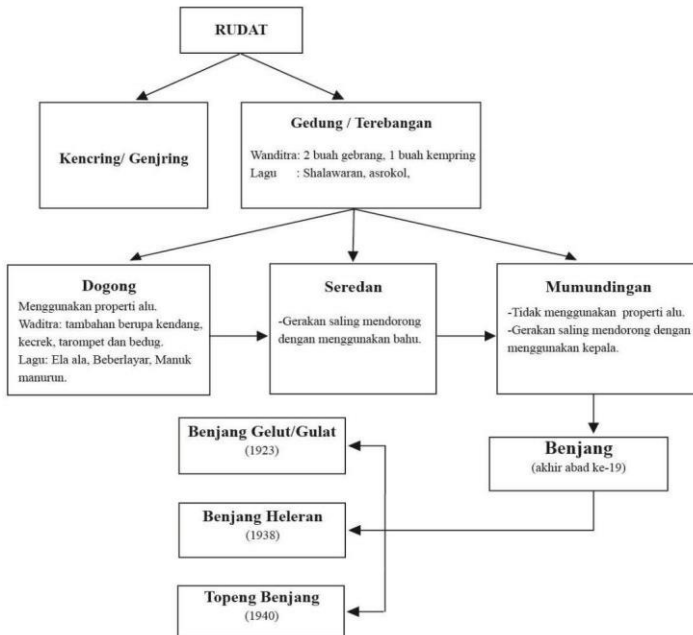 RUDAT
Kencring/ Genjring
Gedung / Terebangan
Wanditra: 2 buah gebrang, 1 buah kempring
Lagu : Shalawaran, asrokol,
Dogong
Menggunakan properti alu.
Waditra: tambahan berupa kendang,
kecrek, tarompet dan bedug.
Lagu: Ela ala, Beberlayar, Manuk
manurun.
Seredan
-Gerakan saling mendorong
dengan menggunakan bahu.
Mumundingan
-Tidak menggunakan properti alu.
-Gerakan saling mendorong dengan
menggunakan kepala.
Benjang
(akhir abad ke-19)
Benjang Gelut/Gulat
(1923)
Benjang Heleran
(1938)
Topeng Benjang
(1940)